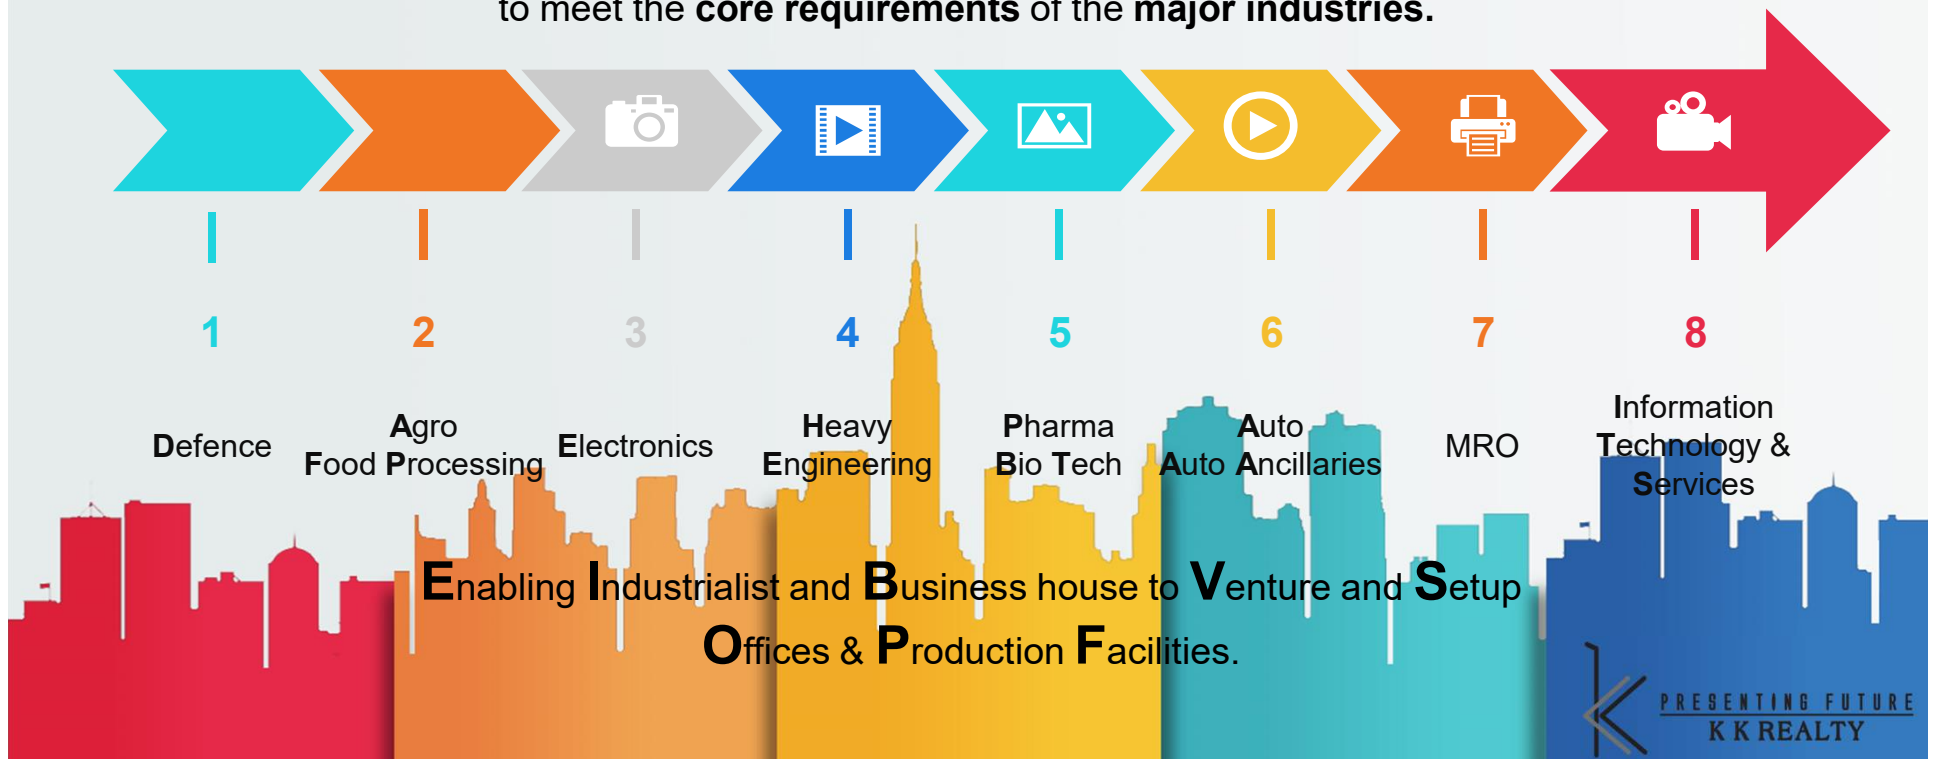 to meet the core requirements of the major industries.
1
2
3
4
5
6
7
8
Defence
Agro
Food Processing
Electronics
Heavy
Engineering
Pharma
Bio Tech
Auto
Auto Ancillaries
MRO
Information
Technology &
Services
Enabling Industrialist and Business house to Venture and Setup
Offices & Production Facilities.
PRESENTING FUTURE
K K REALTY